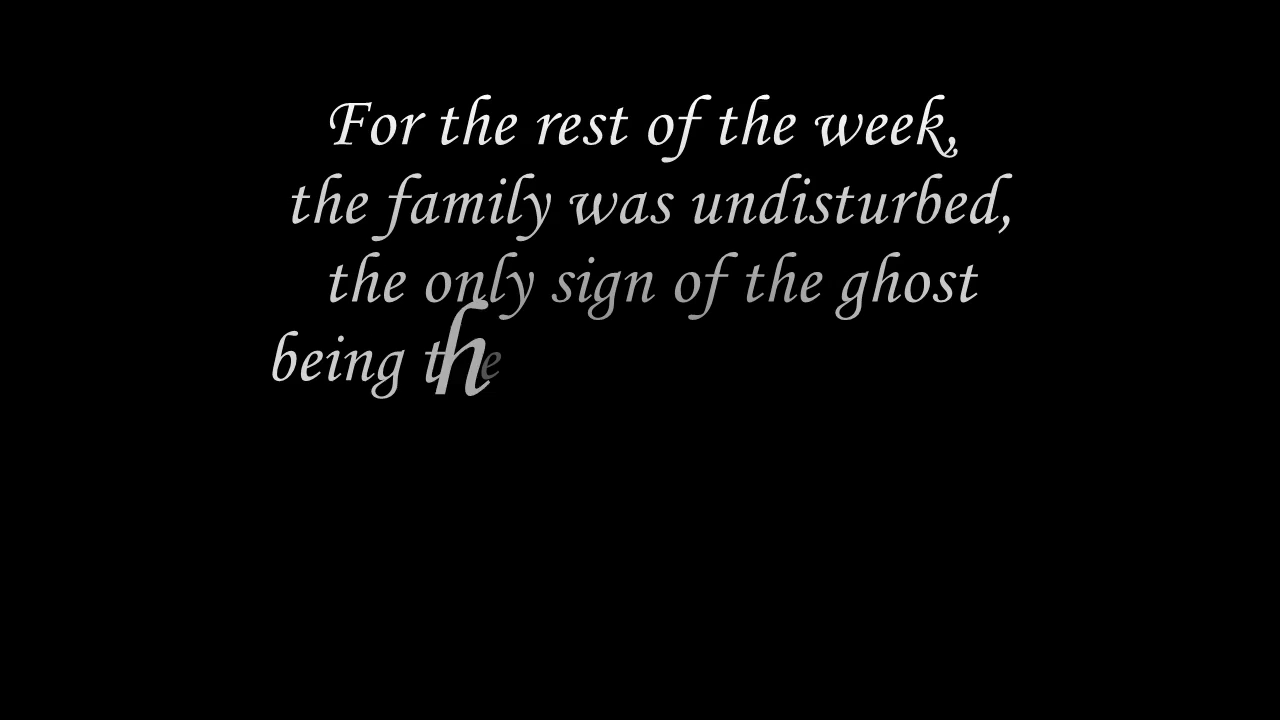 For the rest of the week,
the family was undisturbed,
the only sign of the ghost
being the